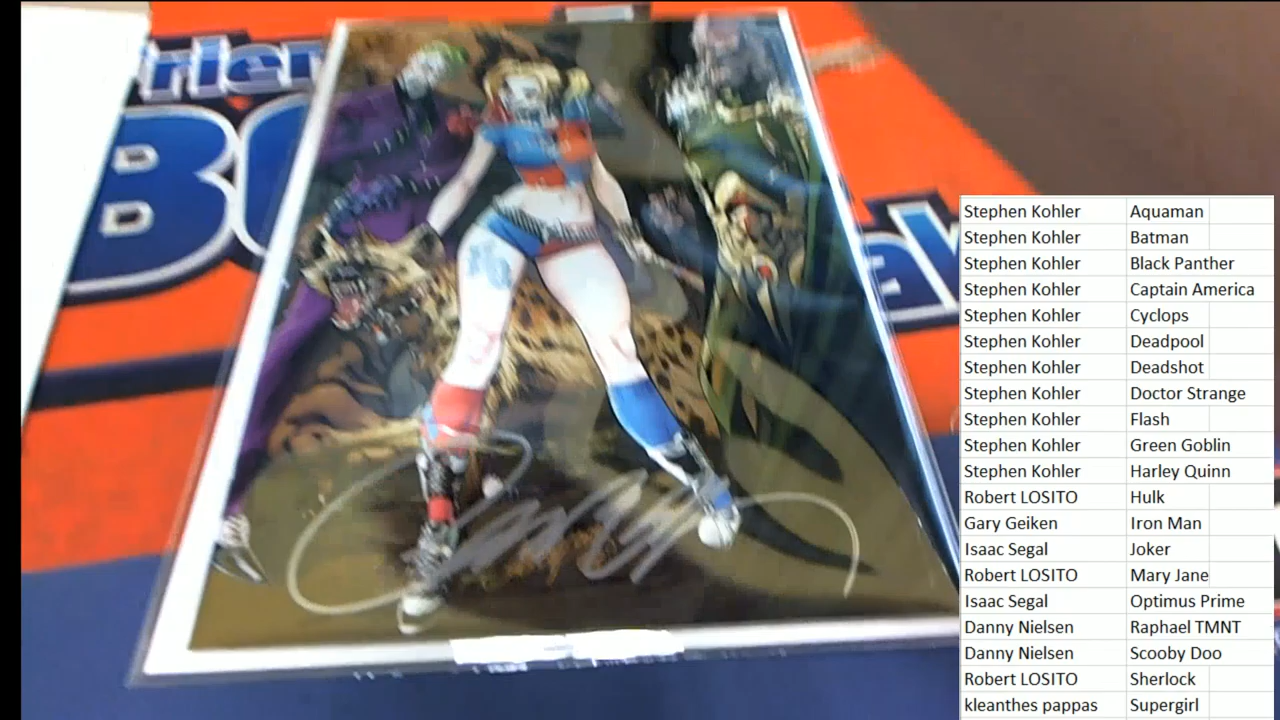 rler
BO
al
Stephen Kohler Aquaman
Stephen Kohler Batman
Stephen Kohler Black Panther
Stephen Kohler Captain America
Stephen Kohler Cyclops
Stephen Kohler Deadpool
Stephen Kohler Deadshot
Stephen Kohler Doctor Strange
Stephen Kohler Flash
Stephen Kohler Green Goblin
Stephen Kohler Harley Quinn
Robert LOSITO Hulk
Gary Geiken Iron Man
Isaac Segal Joker
Robert LOSITO Mary Jane
Isaac Segal Optimus Prime
Danny Nielsen Raphael TMNT
Danny Nielsen Scooby Doo
Robert LOSITO Sherlock
kleanthes pappas Supergirl